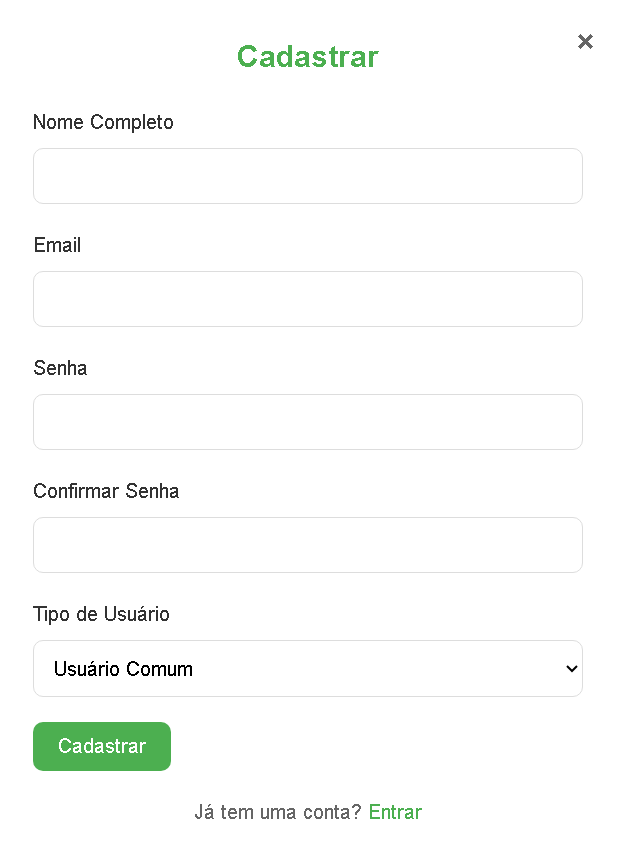 Cadastrar
×
Nome Completo
Email
Senha
Confirmar Senha
Tipo de Usuário
Usuário Comum
Cadastrar
Já tem uma conta? Entrar